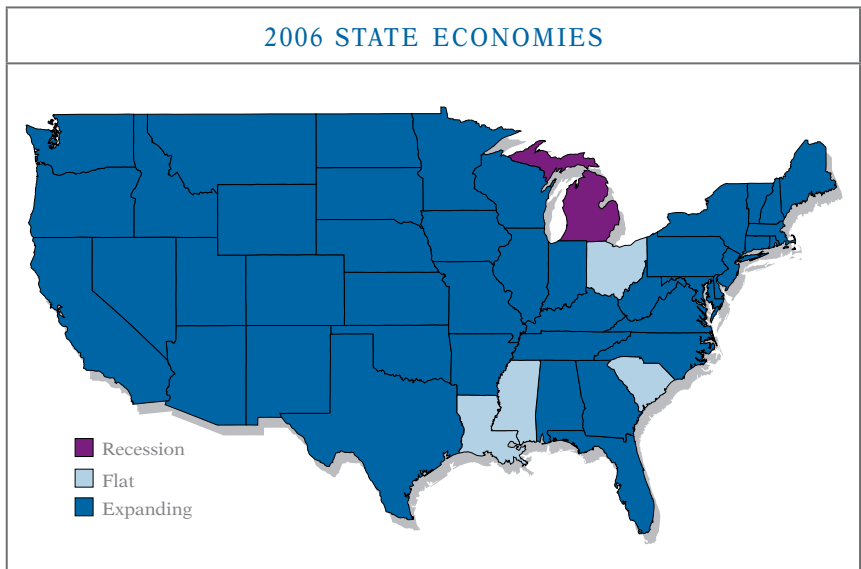 2006 STATE ECONOMIES
Recession
Flat
Expanding